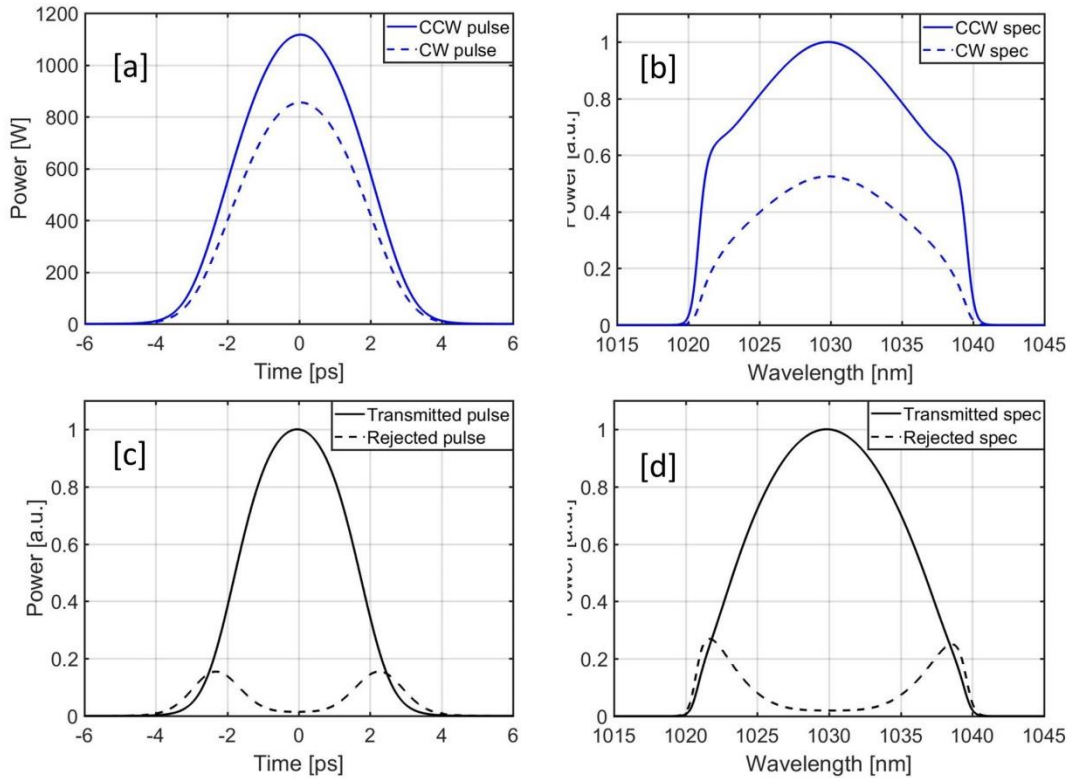 [a]
CCW pulse
CW pulse
Power [W]
1200
1000
800
600
400
200
0
-6 -4 -2 0 2 4 6
Time [ps]
[b]
CCW spec
CW spec
Power [a.u.]
1
0.8
0.6
0.4
0.2
0
1015 1020 1025 1030 1035 1040 1045
Wavelength [nm]
[c]
Transmitted pulse
Rejected pulse
Power [a.u.]
1
0.8
0.6
0.4
0.2
0
-6 -4 -2 0 2 4 6
Time [ps]
[d]
Transmitted spec
Rejected spec
Power [a.u.]
1
0.8
0.6
0.4
0.2
0
1015 1020 1025 1030 1035 1040 1045
Wavelength [nm]